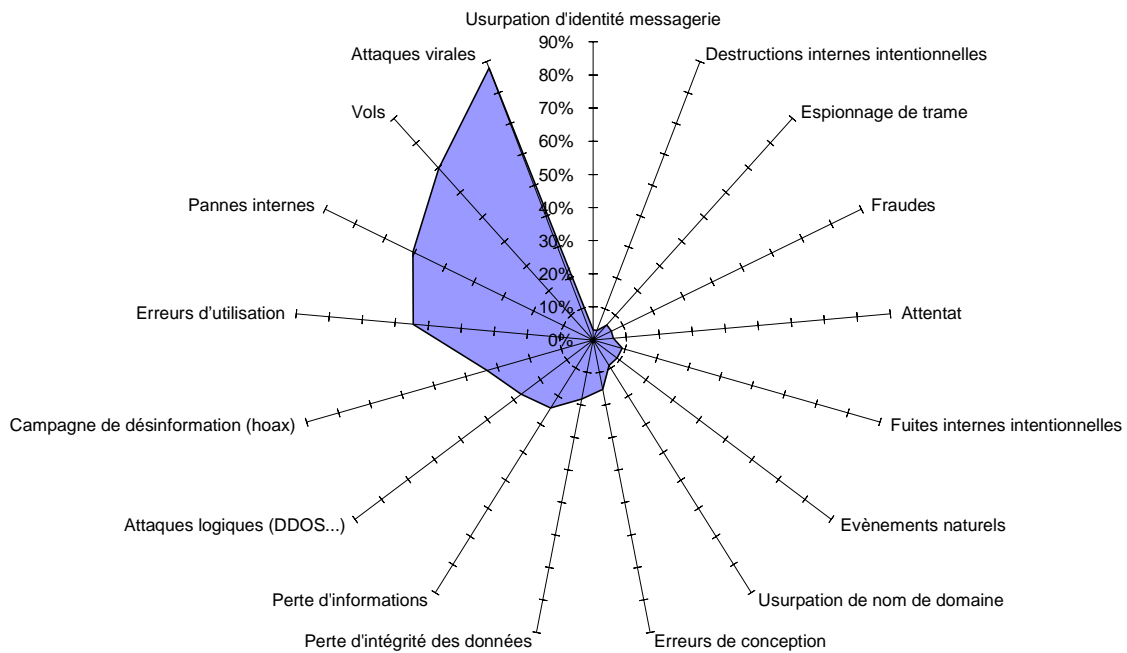 Usurpation d'identité messagerie
90%
Attaques virales
Destructions internes intentionnelles
80%
70%
Vols
Espionnage de trame
60%
50%
Pannes internes
Fraudes
40%
30%
20%
Erreurs d’utilisation
Attentat
10%
0%
Campagne de désinformation (hoax)
Fuites internes intentionnelles
Attaques logiques (DDOS...)
Evènements naturels
Perte d'informations
Usurpation de nom de domaine
Perte d'intégrité des données
Erreurs de conception